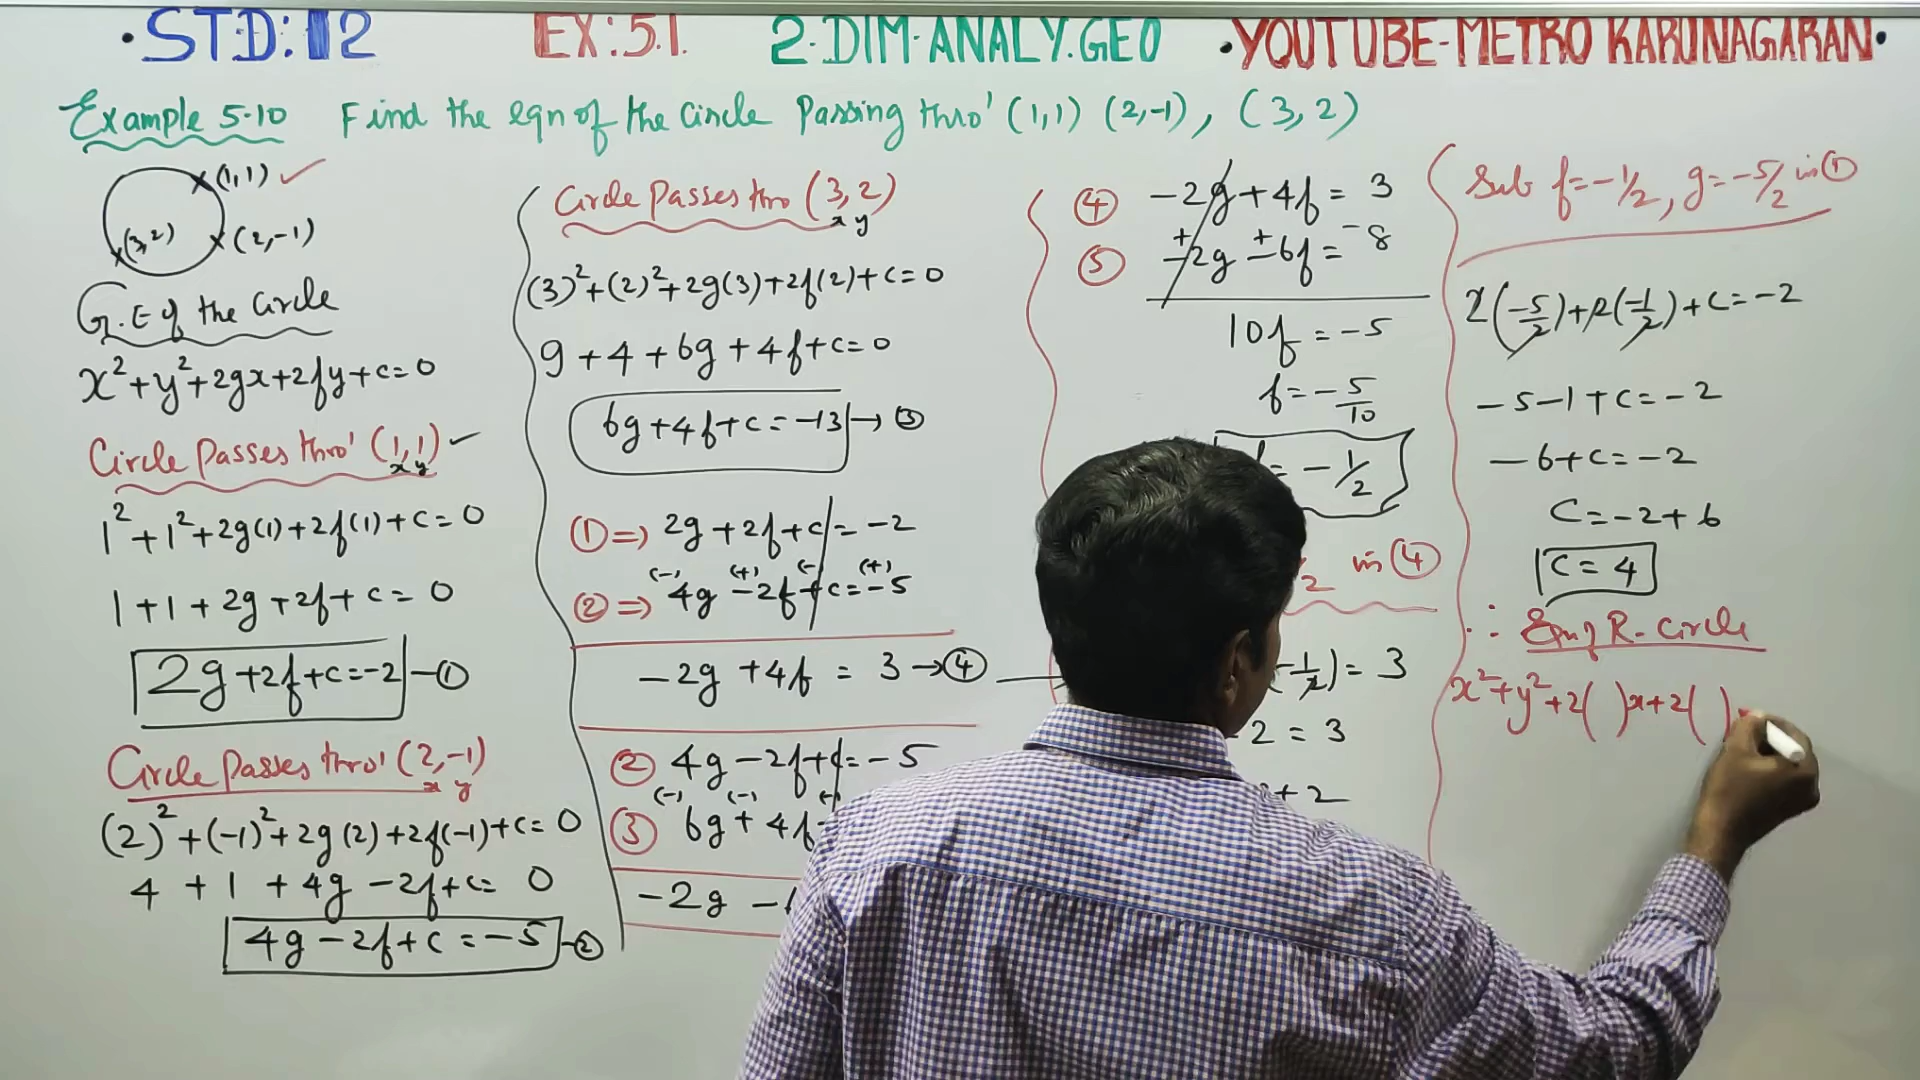 ·STD:12 EX:5.1. 2·DIM·ANALY.GEO ·YOUTUBE-METRO KARUNAGARAN·
Example 5.10 Find the eqn of the Circle Passing thro' (1,1) (2,-1), (3,2)
(1,1) ✓
(3,2) (2,-1)
G.E of the Circle
x²+y²+2gx+2fy+c=0
Circle Passes thro' (1,1) ✓
x y
1²+1²+2g(1)+2f(1)+c=0
1+1+2g+2f+c=0
2g+2f+c=-2 -①
Circle Passes thro' (2,-1)
x y
(2)²+(-1)²+2g(2)+2f(-1)+c=0
4 + 1 + 4g -2f+c= 0
4g-2f+c=-5 -②
Circle Passes thro (3,2)
x y
(3)²+(2)²+2g(3)+2f(2)+c=0
9+4+6g+4f+c=0
6g+4f+c=-13 → ③
①⇒ 2g+2f+c=-2
(-) (+) (-) (+)
②⇒ 4g-2f+c=-5
-2g+4f = 3 →④
② 4g-2f+c=-5
(-) (-) (-)
③ 6g+4f
-2g -
④ -2g+4f= 3
+ + -
⑤ -2g-6f= 8
10f=-5
f=-5/10
= -1/2
2 in ④
-1/2)=3
-2=3
+2
Sub f=-1/2, g=-5/2 in ①
2(-5/2)+2(-1/2)+c=-2
-5-1+c=-2
-6+c=-2
C=-2+6
C=4
∴ Eqn of R-Circle
x²+y²+2( )x+2( )